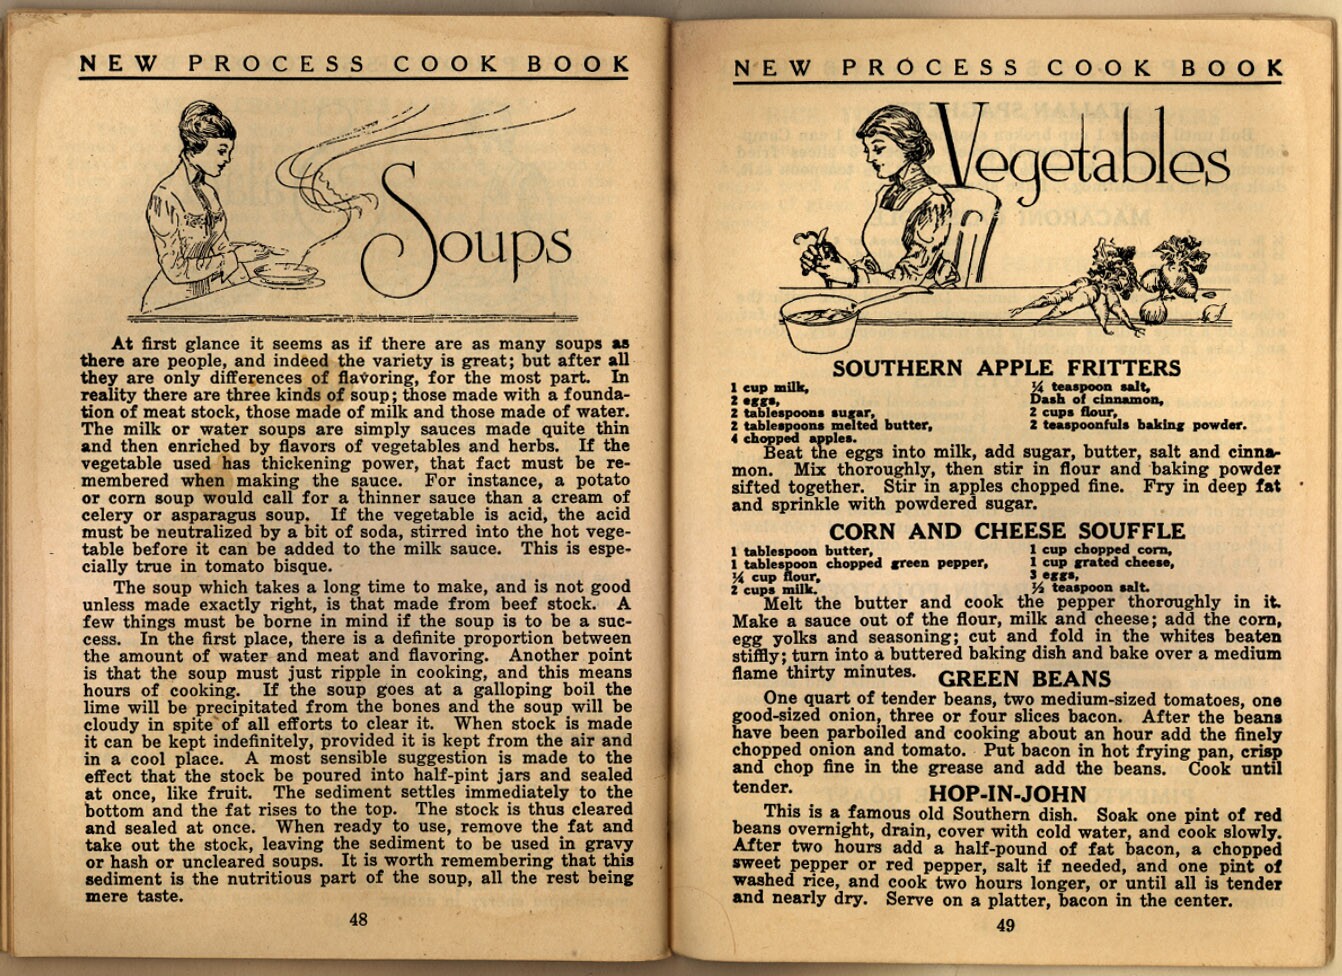 NEW PROCESS COOK BOOK
Soups
At first glance it seems as if there are as many soups as
there are people, and indeed the variety is great; but after all
they are only differences of flavoring, for the most part. In
reality there are three kinds of soup; those made with a founda-
tion of meat stock, those made of milk and those made of water.
The milk or water soups are simply sauces made quite thin
and then enriched by flavors of vegetables and herbs. If the
vegetable used has thickening power, that fact must be re-
membered when making the sauce. For instance, a potato
or corn soup would call for a thinner sauce than a cream of
celery or asparagus soup. If the vegetable is acid, the acid
must be neutralized by a bit of soda, stirred into the hot vege-
table before it can be added to the milk sauce. This is espe-
cially true in tomato bisque.
The soup which takes a long time to make, and is not good
unless made exactly right, is that made from beef stock. A
few things must be borne in mind if the soup is to be a suc-
cess. In the first place, there is a definite proportion between
the amount of water and meat and flavoring. Another point
is that the soup must just ripple in cooking, and this means
hours of cooking. If the soup goes at a galloping boil the
lime will be precipitated from the bones and the soup will be
cloudy in spite of all efforts to clear it. When stock is made
it can be kept indefinitely, provided it is kept from the air and
in a cool place. A most sensible suggestion is made to the
effect that the stock be poured into half-pint jars and sealed
at once, like fruit. The sediment settles immediately to the
bottom and the fat rises to the top. The stock is thus cleared
and sealed at once. When ready to use, remove the fat and
take out the stock, leaving the sediment to be used in gravy
or hash or uncleared soups. It is worth remembering that this
sediment is the nutritious part of the soup, all the rest being
mere taste.
48
NEW PROCESS COOK BOOK
Vegetables
SOUTHERN APPLE FRITTERS
1 cup milk,
2 eggs,
2 tablespoons sugar,
2 tablespoons melted butter,
4 chopped apples.
¼ teaspoon salt,
Dash of cinnamon,
2 cups flour,
2 teaspoonfuls baking powder.
Beat the eggs into milk, add sugar, butter, salt and cinna-
mon. Mix thoroughly, then stir in flour and baking powder
sifted together. Stir in apples chopped fine. Fry in deep fat
and sprinkle with powdered sugar.
CORN AND CHEESE SOUFFLE
1 tablespoon butter,
1 tablespoon chopped green pepper,
¼ cup flour,
2 cups milk.
1 cup chopped corn,
1 cup grated cheese,
3 eggs,
½ teaspoon salt.
Melt the butter and cook the pepper thoroughly in it.
Make a sauce out of the flour, milk and cheese; add the corn,
egg yolks and seasoning; cut and fold in the whites beaten
stiffly; turn into a buttered baking dish and bake over a medium
flame thirty minutes.
GREEN BEANS
One quart of tender beans, two medium-sized tomatoes, one
good-sized onion, three or four slices bacon. After the beans
have been parboiled and cooking about an hour add the finely
chopped onion and tomato. Put bacon in hot frying pan, crisp
and chop fine in the grease and add the beans. Cook until
tender.
HOP-IN-JOHN
This is a famous old Southern dish. Soak one pint of red
beans overnight, drain, cover with cold water, and cook slowly.
After two hours add a half-pound of fat bacon, a chopped
sweet pepper or red pepper, salt if needed, and one pint of
washed rice, and cook two hours longer, or until all is tender
and nearly dry. Serve on a platter, bacon in the center.
49